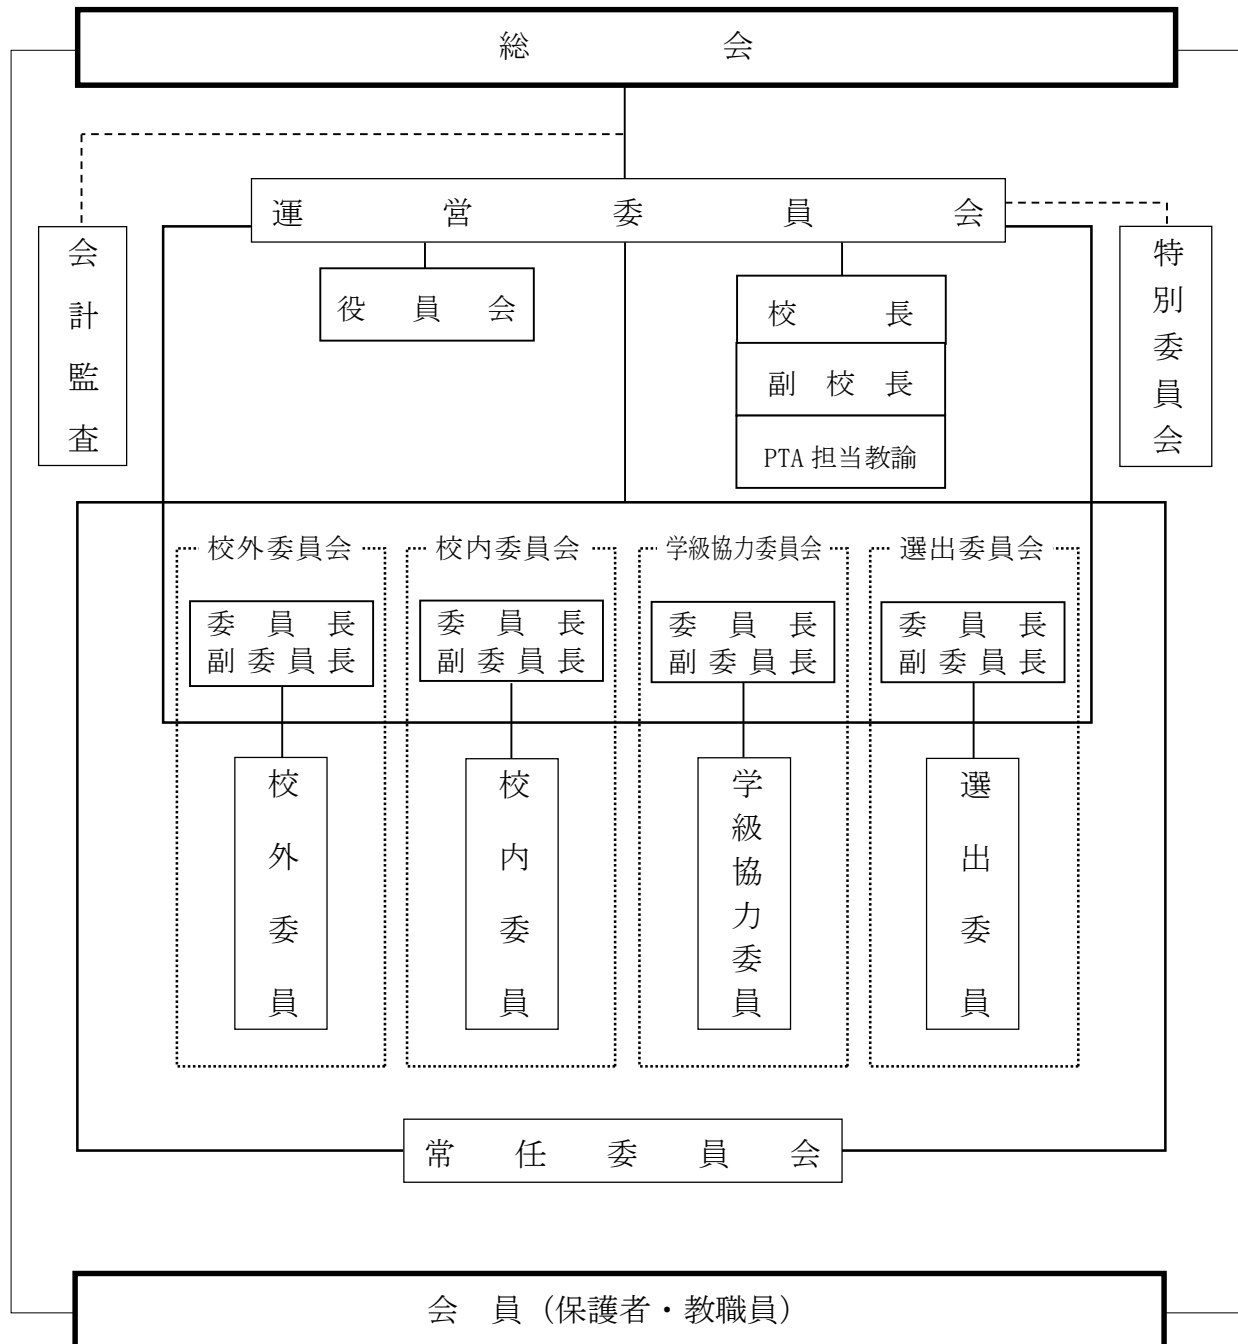 総会
運営委員会
会計監査
特別委員会
役員会
校長
副校長
PTA 担当教諭
校外委員会
校内委員会
学級協力委員会
選出委員会
委員長
副委員長
委員長
副委員長
委員長
副委員長
委員長
副委員長
校外委員
校内委員
学級協力委員
選出委員
常任委員会
会員（保護者・教職員）